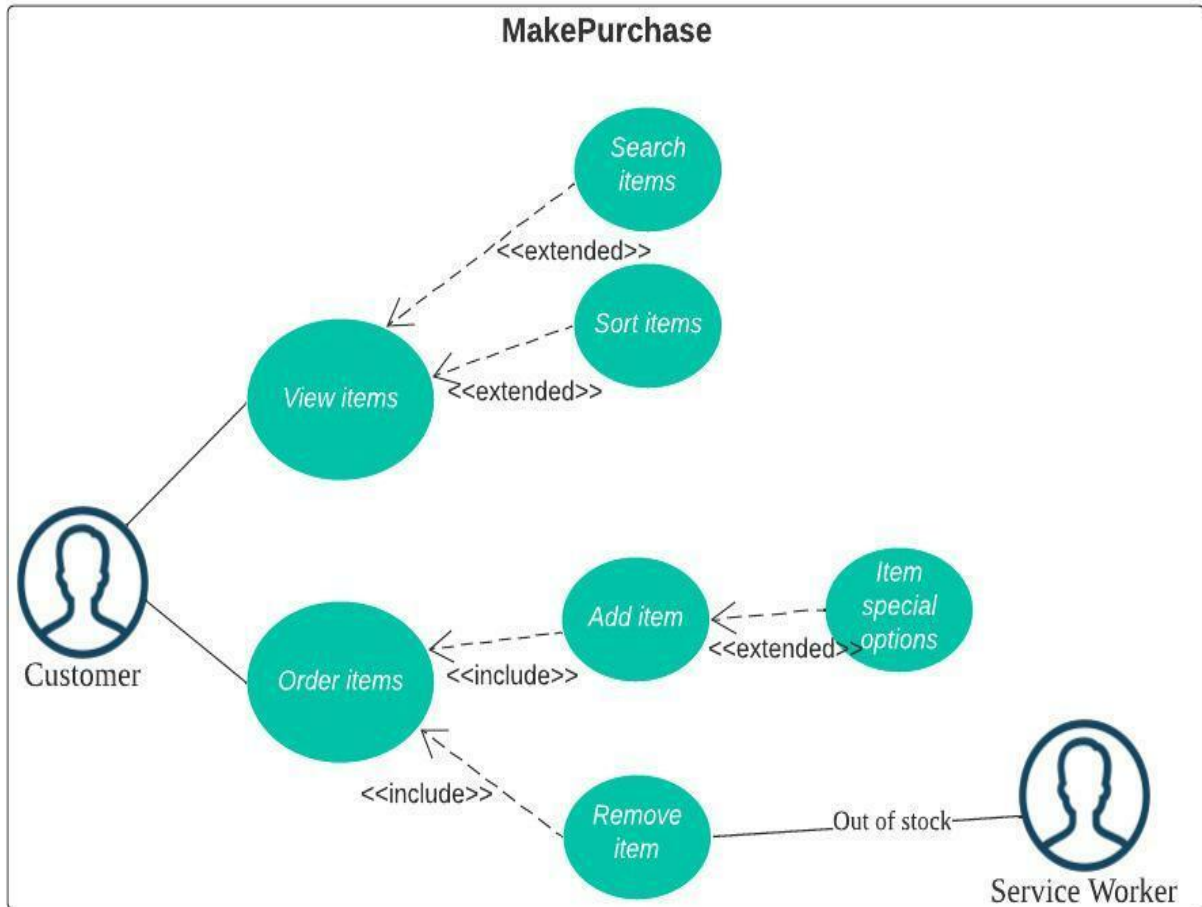 MakePurchase
Search
items
<<extended>>
Sort items
<<extended>>
View items
Customer
Order items
Add item
<<include>>
Item
special
options
<<extended>>
<<include>>
Remove
item
Out of stock
Service Worker